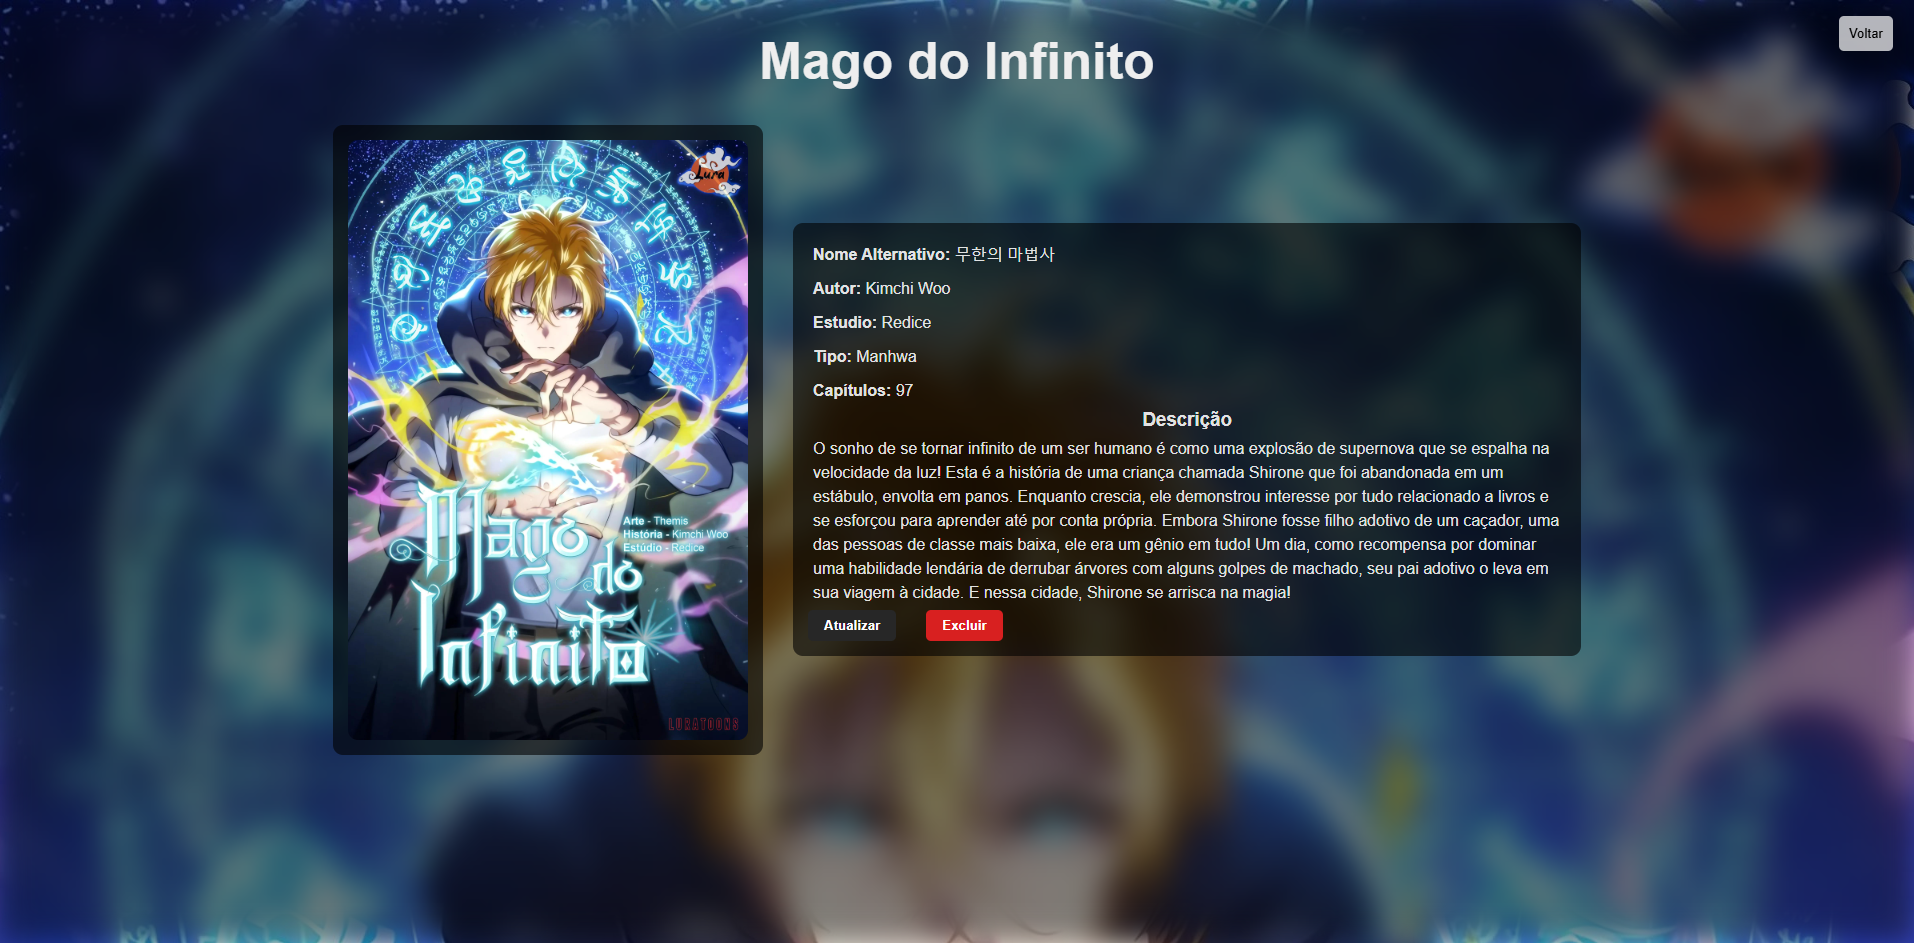 Mago do Infinito
Voltar
Lura
Arte - Themis
História - Kimchi Woo
Estúdio - Redice
Mago
do
Infinito
LURATOONS
Nome Alternativo: 무한의 마법사
Autor: Kimchi Woo
Estudio: Redice
Tipo: Manhwa
Capítulos: 97
Descrição
O sonho de se tornar infinito de um ser humano é como uma explosão de supernova que se espalha na
velocidade da luz! Esta é a história de uma criança chamada Shirone que foi abandonada em um
estábulo, envolta em panos. Enquanto crescia, ele demonstrou interesse por tudo relacionado a livros e
se esforçou para aprender até por conta própria. Embora Shirone fosse filho adotivo de um caçador, uma
das pessoas de classe mais baixa, ele era um gênio em tudo! Um dia, como recompensa por dominar
uma habilidade lendária de derrubar árvores com alguns golpes de machado, seu pai adotivo o leva em
sua viagem à cidade. E nessa cidade, Shirone se arrisca na magia!
Atualizar
Excluir